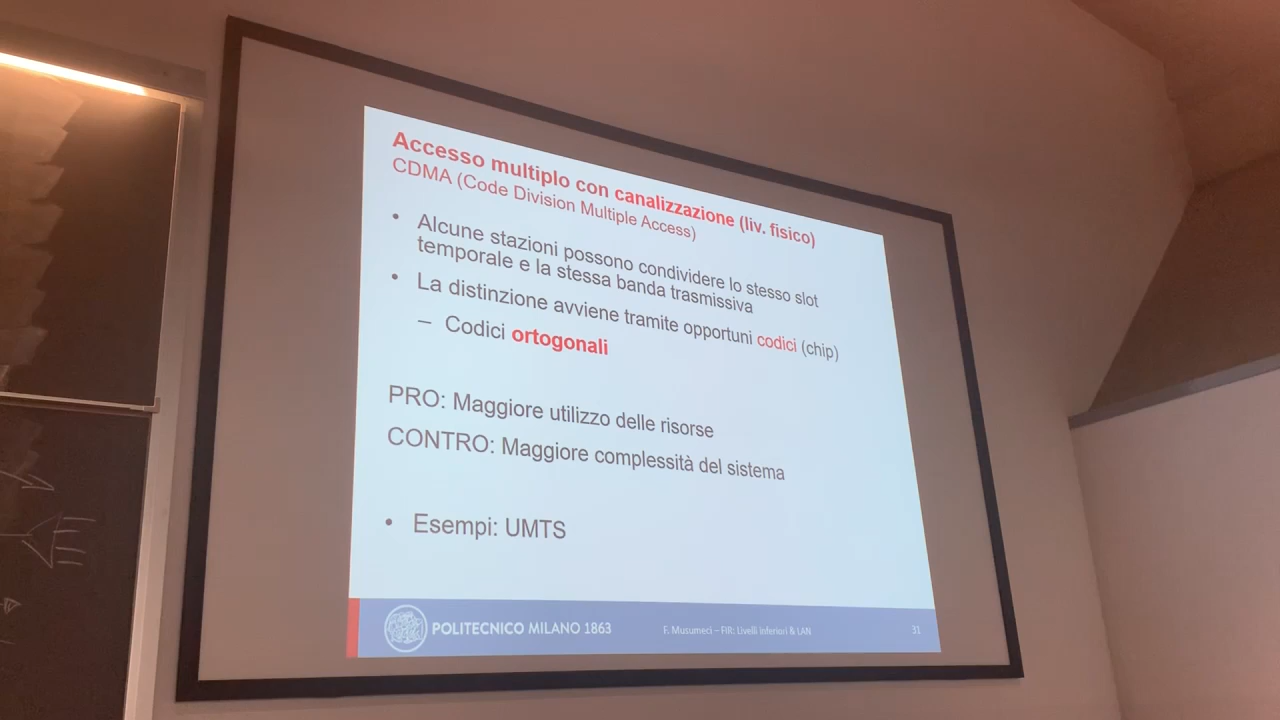 Accesso multiplo con canalizzazione (liv. fisico)
CDMA (Code Division Multiple Access)
• Alcune stazioni possono condividere lo stesso slot
temporale e la stessa banda trasmissiva
• La distinzione avviene tramite opportuni codici (chip)
– Codici ortogonali
PRO: Maggiore utilizzo delle risorse
CONTRO: Maggiore complessità del sistema
• Esempi: UMTS
POLITECNICO MILANO 1863
F. Musumeci – FIR: Livelli inferiori & LAN
31